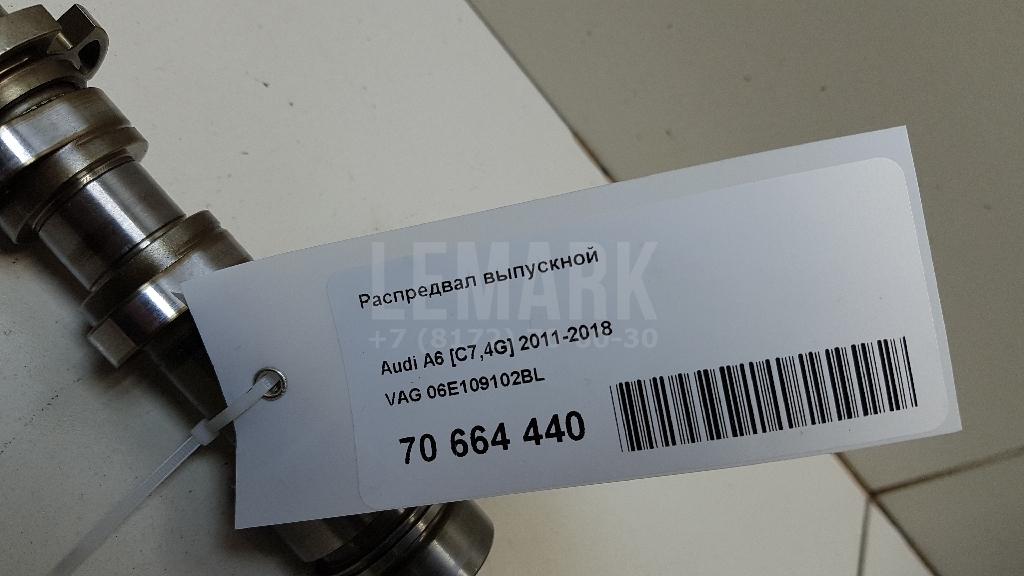 LEMARK
Распредвал выпускной
Audi A6 [C7,4G] 2011-2018
VAG 06E109102BL
70 664 440